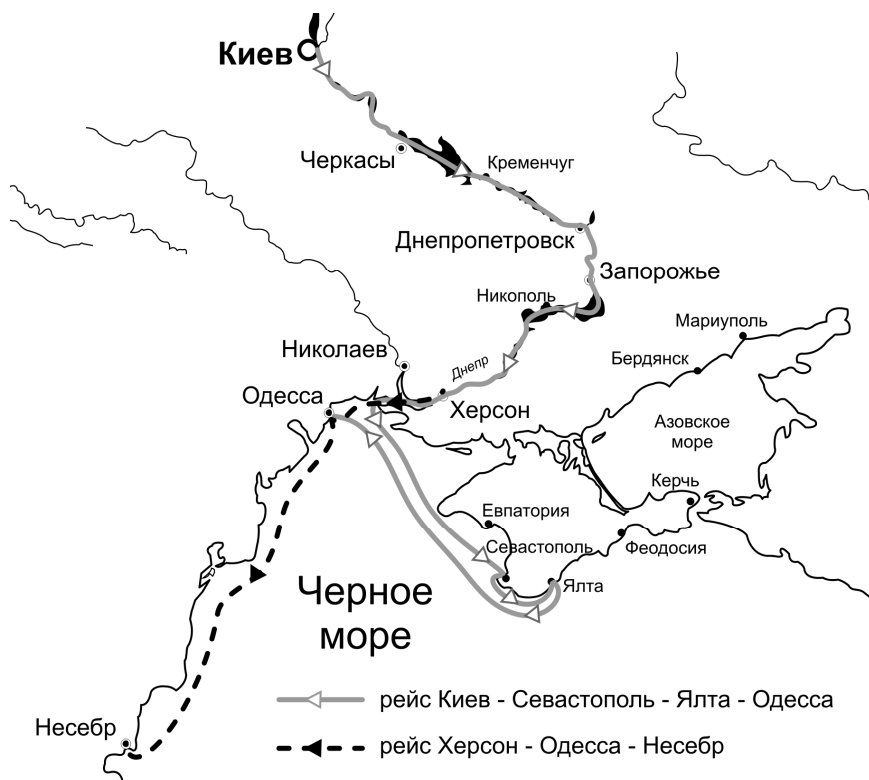 Киев
Черкасы
Кременчуг
Днепропетровск
Запорожье
Никополь
Мариуполь
Николаев
Днепр
Бердянск
Одесса
Херсон
Азовское
море
Керчь
Евпатория
Севастополь
Феодосия
Ялта
Черное
море
рейс Киев - Севастополь - Ялта - Одесса
Несебр
рейс Херсон - Одесса - Несебр